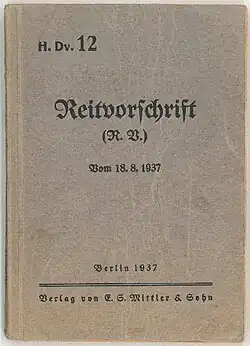 H. Dv. 12
Reitvorschrift
(R. V.)
Vom 18. 8. 1937
Berlin 1937
Verlag von E. S. Mittler & Sohn